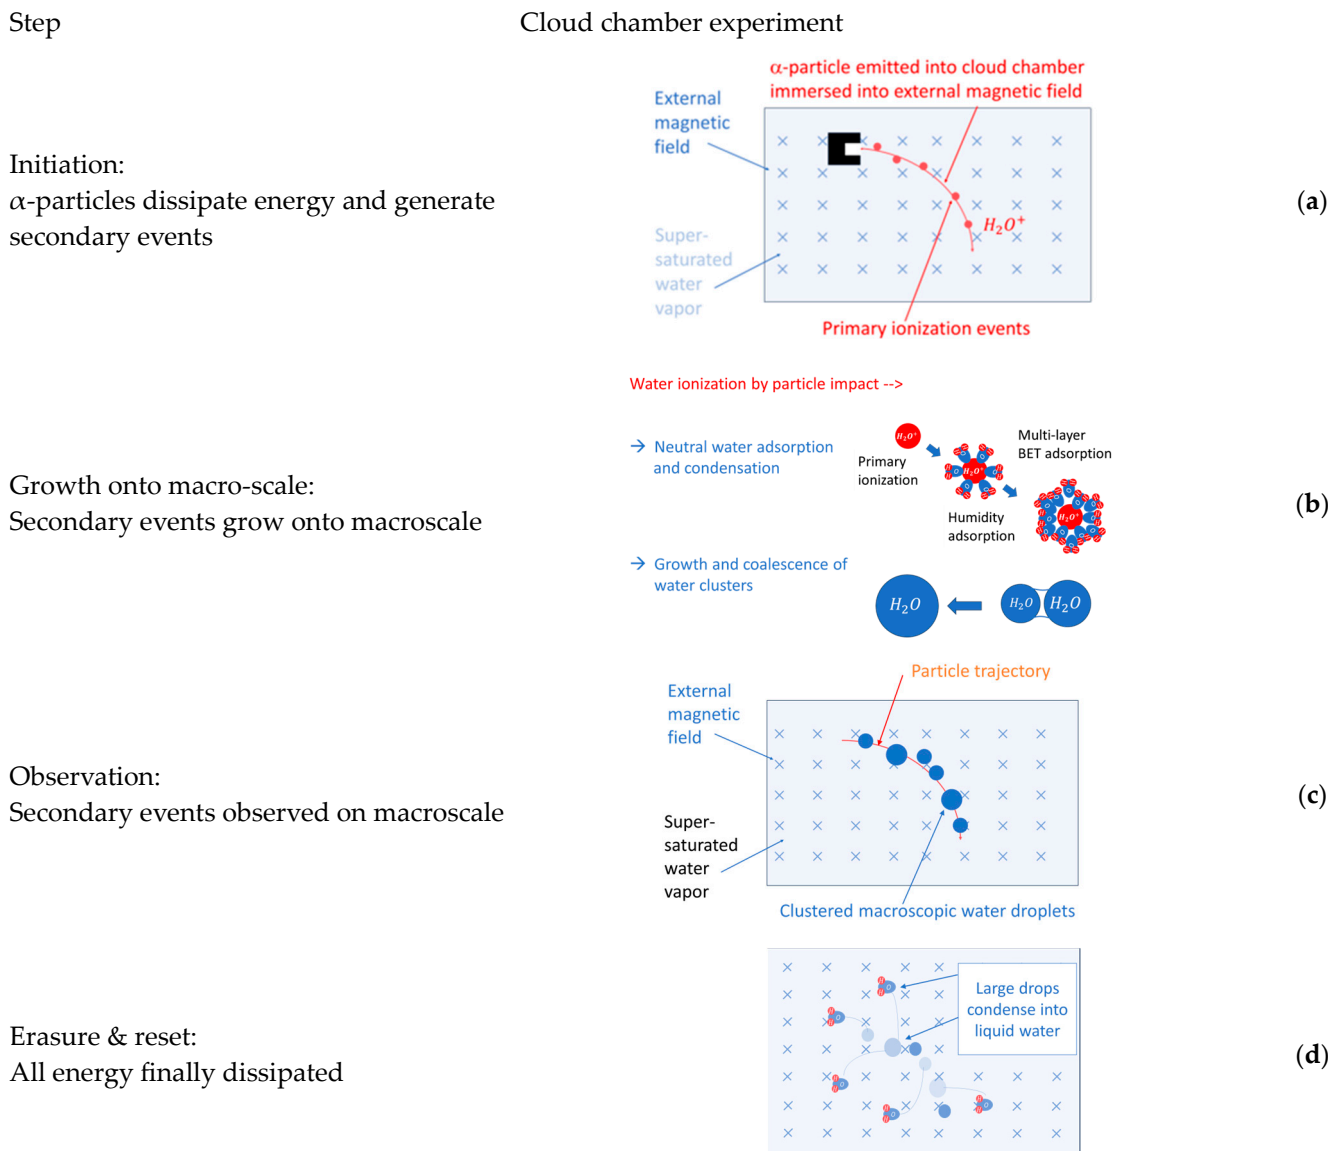 Step
Cloud chamber experiment
Initiation:
α-particles dissipate energy and generate
secondary events
α-particle emitted into cloud chamber
immersed into external magnetic field
External
magnetic
field
Super-
saturated
water
vapor
H₂O⁺
Primary ionization events
(a)
Growth onto macro-scale:
Secondary events grow onto macroscale
Water ionization by particle impact -->
→ Neutral water adsorption
and condensation
H₂O⁺
Primary
ionization
H₂O⁺
Multi-layer
BET adsorption
Humidity
adsorption
H₂O⁺
→ Growth and coalescence of
water clusters
H₂O
H₂O
H₂O
(b)
Observation:
Secondary events observed on macroscale
Particle trajectory
External
magnetic
field
Super-
saturated
water
vapor
Clustered macroscopic water droplets
(c)
Erasure & reset:
All energy finally dissipated
Large drops
condense into
liquid water
(d)